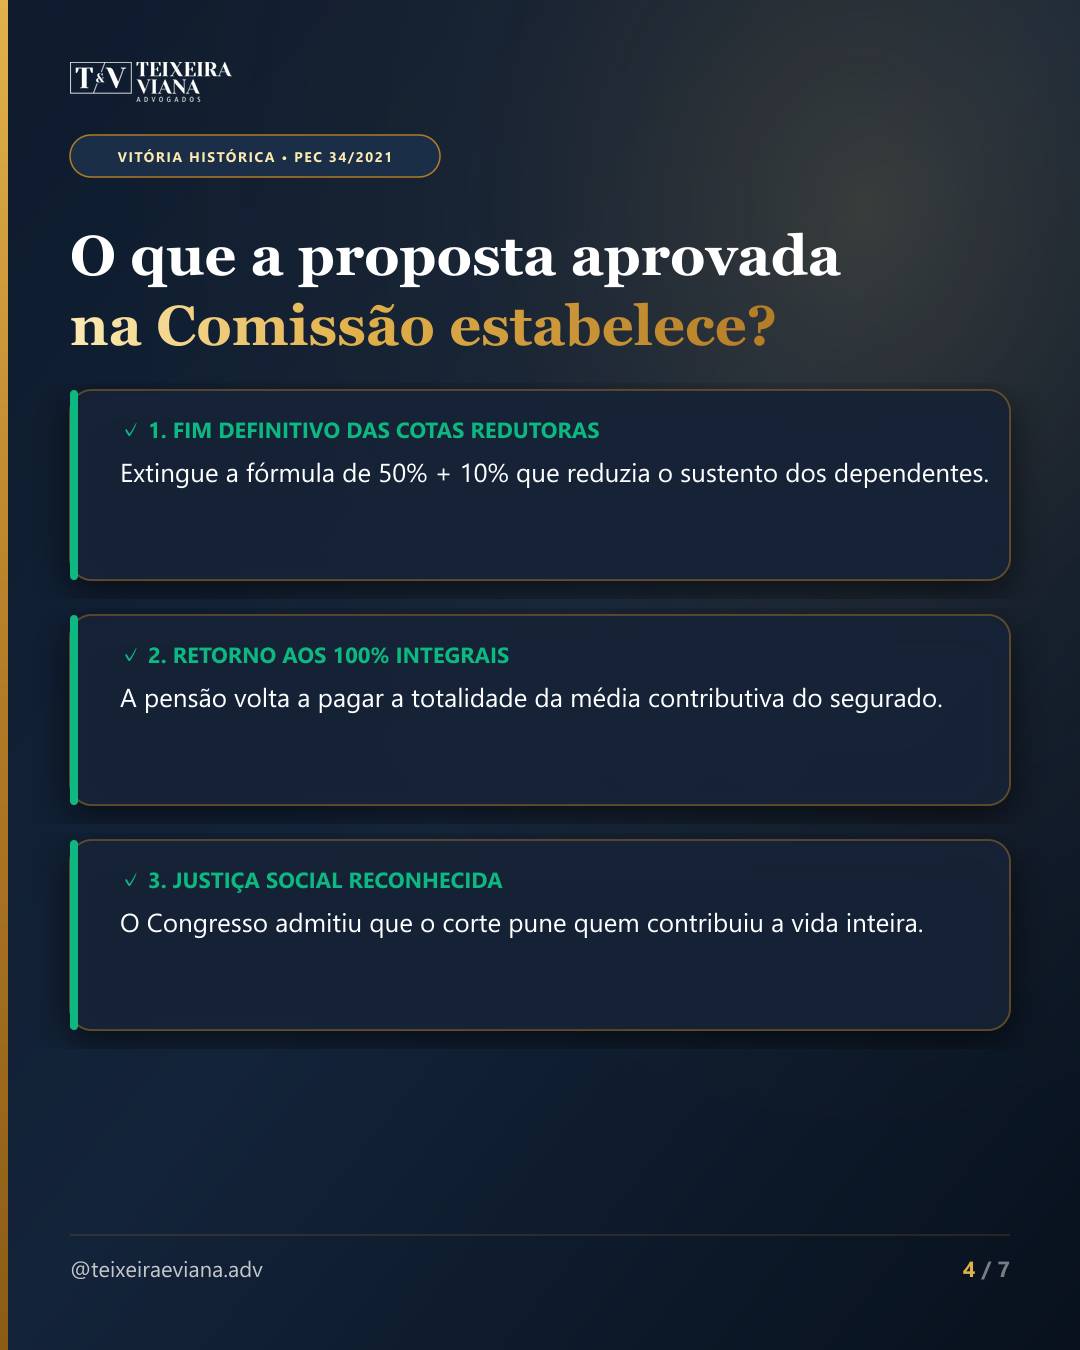 T&V TEIXEIRA
VIANA
ADVOGADOS
VITÓRIA HISTÓRICA • PEC 34/2021
O que a proposta aprovada
na Comissão estabelece?
✓ 1. FIM DEFINITIVO DAS COTAS REDUTORAS
Extingue a fórmula de 50% + 10% que reduzia o sustento dos dependentes.
✓ 2. RETORNO AOS 100% INTEGRAIS
A pensão volta a pagar a totalidade da média contributiva do segurado.
✓ 3. JUSTIÇA SOCIAL RECONHECIDA
O Congresso admitiu que o corte pune quem contribuiu a vida inteira.
@teixeiraeviana.adv
4 / 7